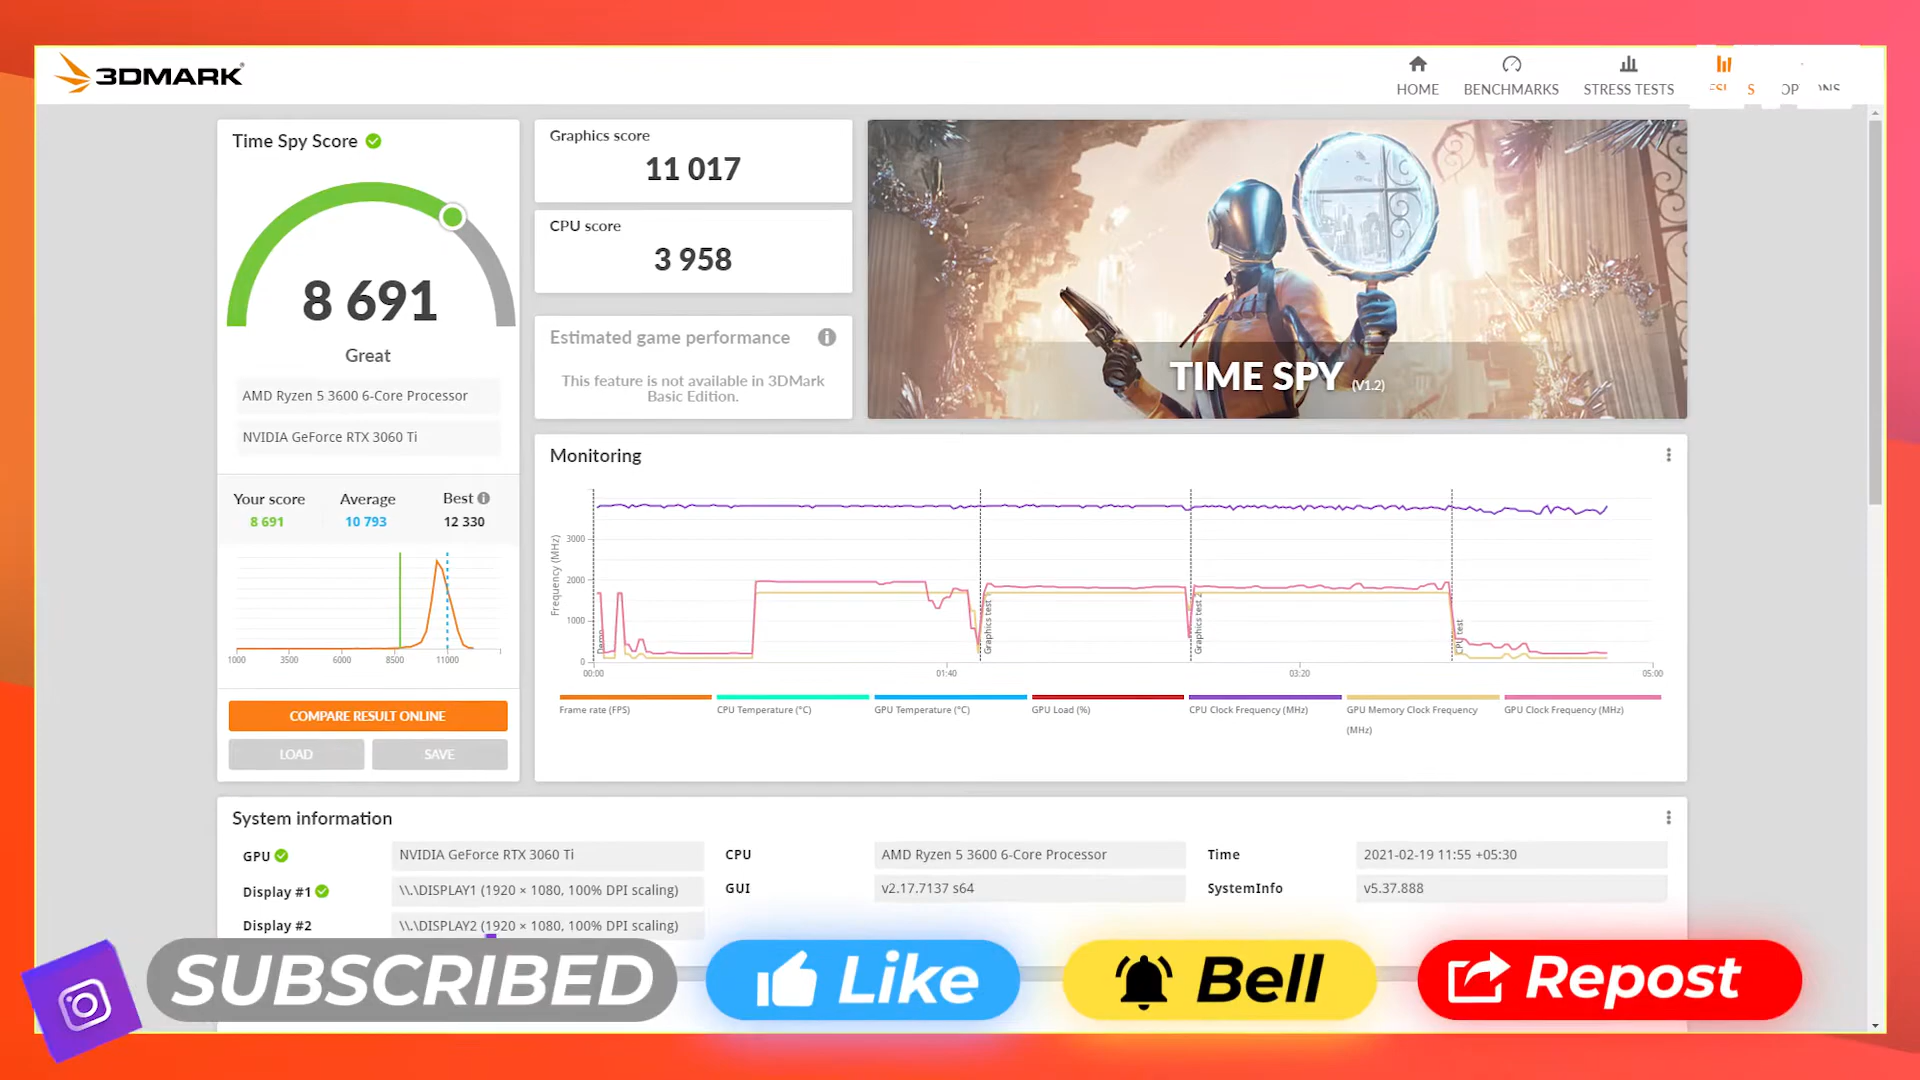 3DMARK
HOME
BENCHMARKS
STRESS TESTS
Time Spy Score
8 691
Great
AMD Ryzen 5 3600 6-Core Processor
NVIDIA GeForce RTX 3060 Ti
Your score
Average
Best
8 691
10 793
12 330
1000
3500
6000
8500
11000
COMPARE RESULT ONLINE
LOAD
SAVE
Graphics score
11 017
CPU score
3 958
Estimated game performance
This feature is not available in 3DMark
Basic Edition.
TIME SPY (V1.2)
Monitoring
Frequency (MHz)
3000
2000
1000
0
Demo
Graphics test
Graphics test 2
CPU test
00:00
01:40
03:20
05:00
Frame rate (FPS)
CPU Temperature (°C)
GPU Temperature (°C)
GPU Load (%)
CPU Clock Frequency (MHz)
GPU Memory Clock Frequency
(MHz)
GPU Clock Frequency (MHz)
System information
GPU
NVIDIA GeForce RTX 3060 Ti
CPU
AMD Ryzen 5 3600 6-Core Processor
Time
2021-02-19 11:55 +05:30
Display #1
\\.\DISPLAY1 (1920 × 1080, 100% DPI scaling)
GUI
v2.17.7137 s64
SystemInfo
v5.37.888
Display #2
\\.\DISPLAY2 (1920 × 1080, 100% DPI scaling)
SUBSCRIBED
Like
Bell
Repost